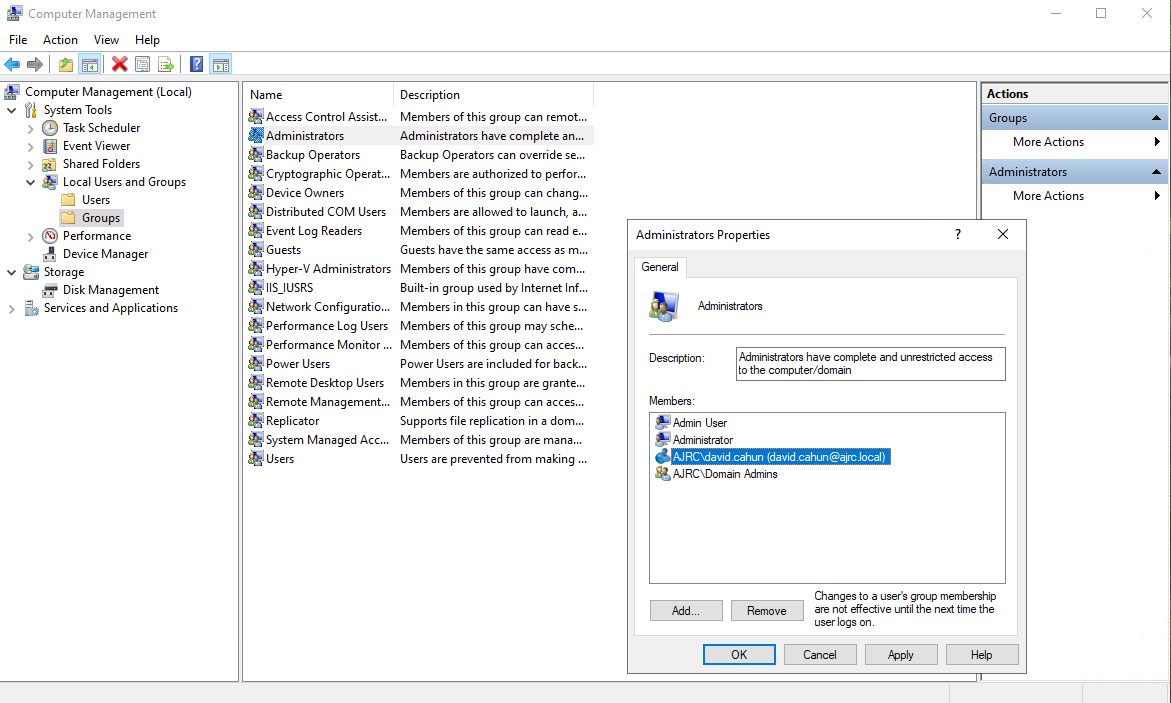 Computer Management
File Action View Help
Computer Management (Local)
System Tools
Task Scheduler
Event Viewer
Shared Folders
Local Users and Groups
Users
Groups
Performance
Device Manager
Storage
Disk Management
Services and Applications
Name Description
Access Control Assist... Members of this group can remot...
Administrators Administrators have complete an...
Backup Operators Backup Operators can override se...
Cryptographic Operat... Members are authorized to perfor...
Device Owners Members of this group can chang...
Distributed COM Users Members are allowed to launch, a...
Event Log Readers Members of this group can read e...
Guests Guests have the same access as m...
Hyper-V Administrators Members of this group have com...
IIS_IUSRS Built-in group used by Internet Inf...
Network Configuratio... Members in this group can have s...
Performance Log Users Members of this group may sche...
Performance Monitor ... Members of this group can acces...
Power Users Power Users are included for back...
Remote Desktop Users Members in this group are grante...
Remote Management... Members of this group can acces...
Replicator Supports file replication in a dom...
System Managed Acc... Members of this group are mana...
Users Users are prevented from making ...
Actions
Groups
More Actions
Administrators
More Actions
Administrators Properties ?
General
Administrators
Description: Administrators have complete and unrestricted access
to the computer/domain
Members:
Admin User
Administrator
AJRC\david.cahun (david.cahun@ajrc.local)
AJRC\Domain Admins
Add... Remove
Changes to a user's group membership
are not effective until the next time the
user logs on.
OK Cancel Apply Help